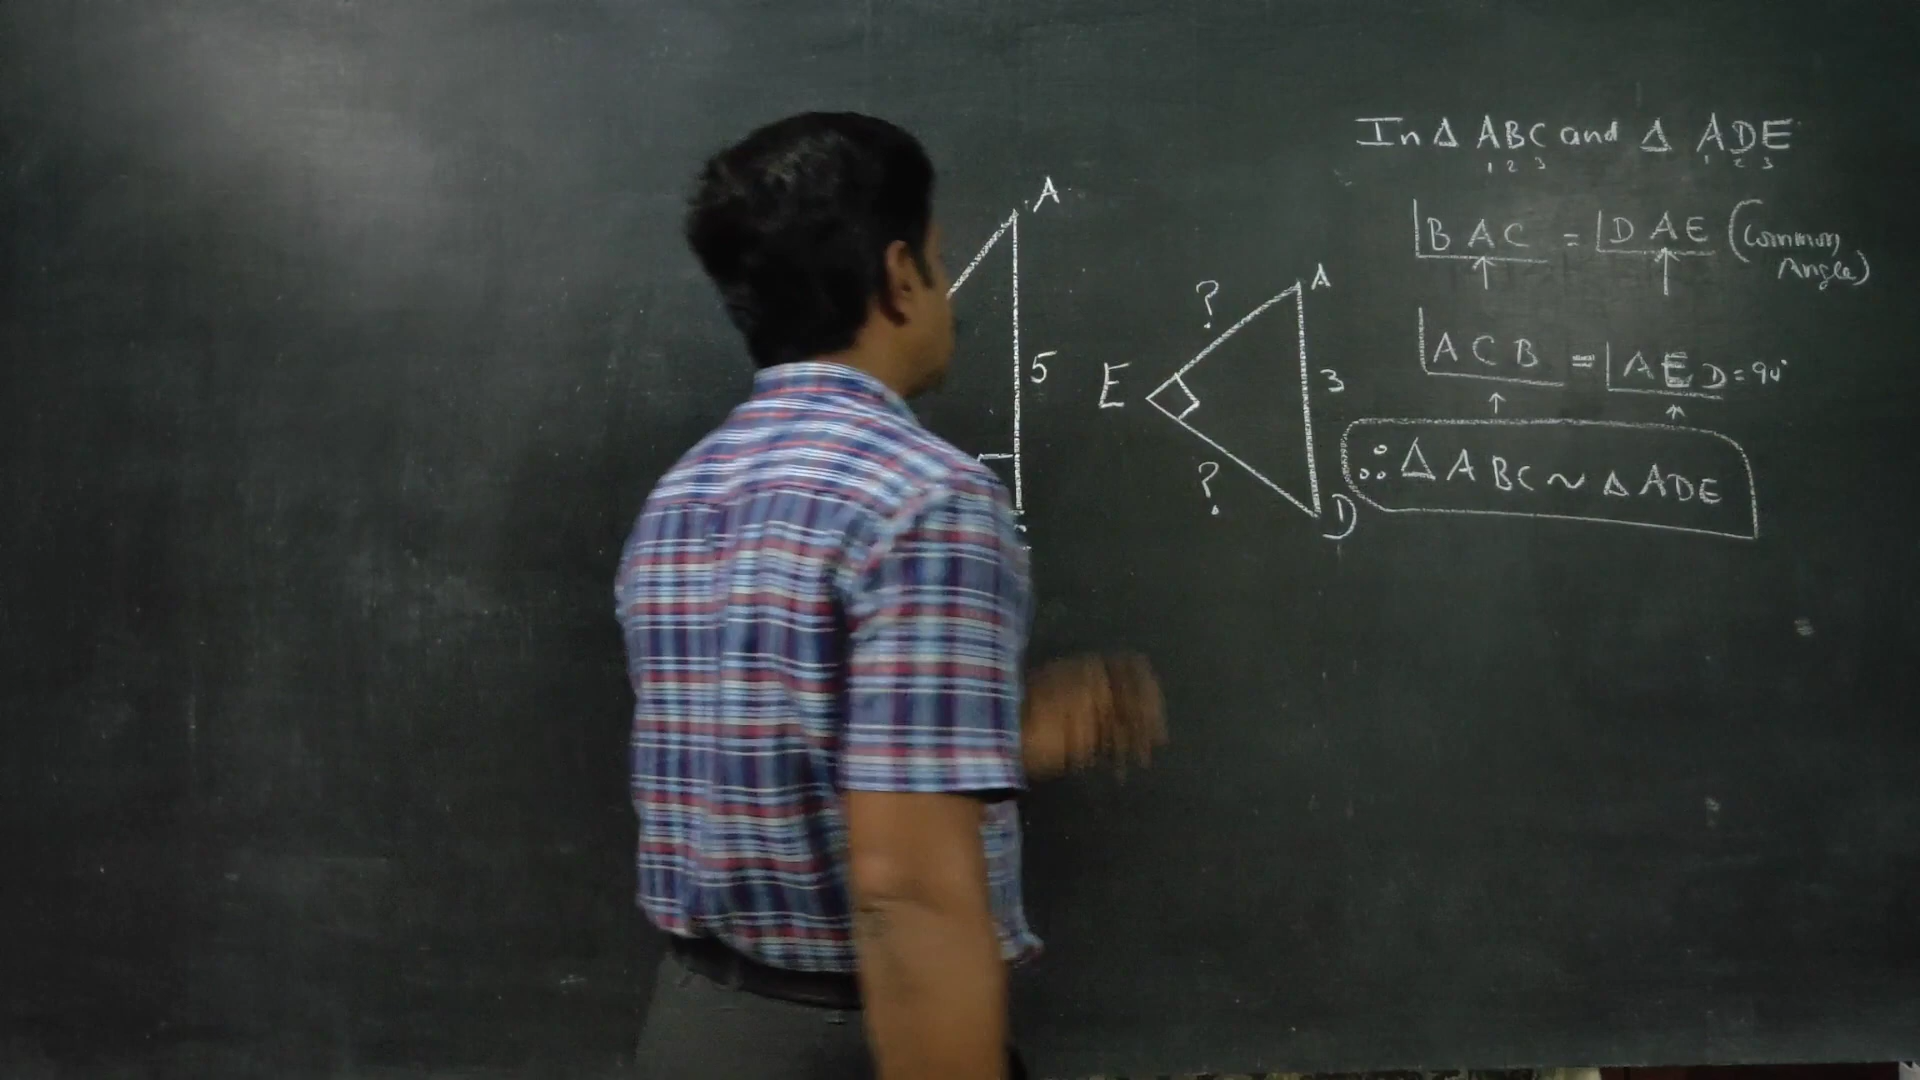 A
5
?
A
E
3
?
D
In Δ ABC and Δ ADE
1 2 3 1 2 3
∠BAC = ∠DAE (Common Angle)
∠ACB = ∠AED = 90°
∴ Δ ABC ~ Δ ADE